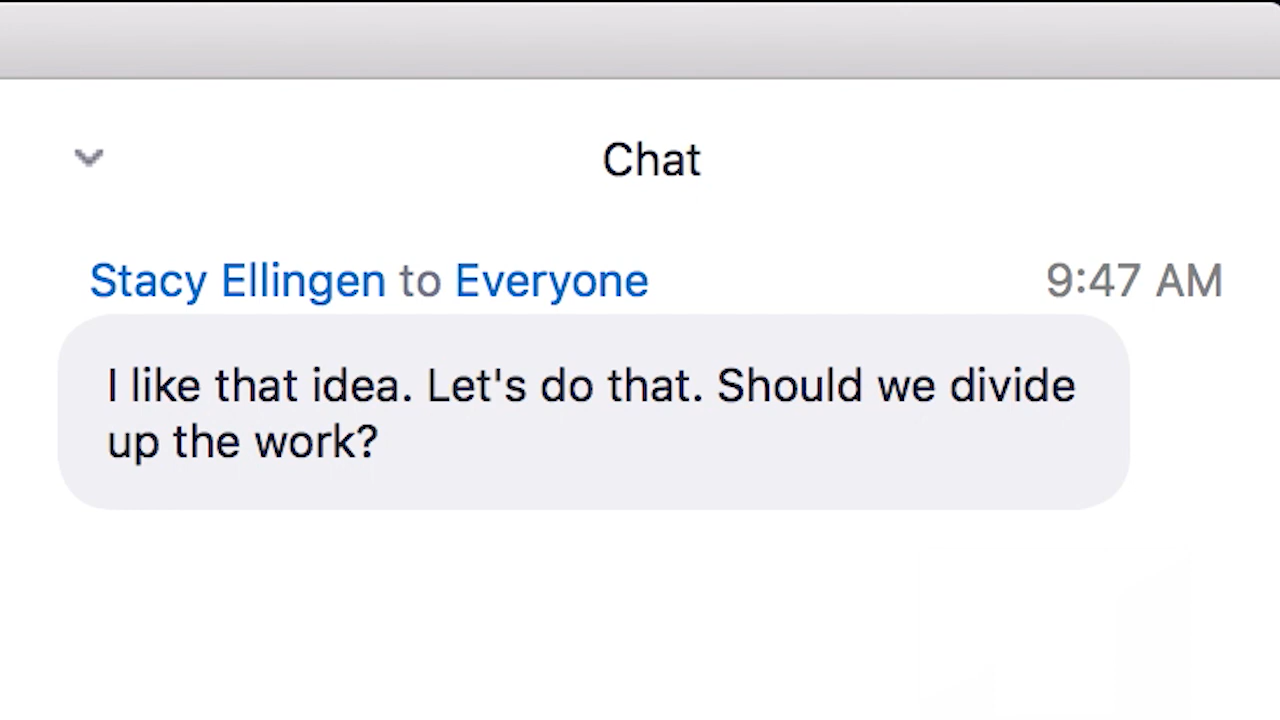 Chat
Stacy Ellingen to Everyone 9:47 AM
I like that idea. Let's do that. Should we divide
up the work?